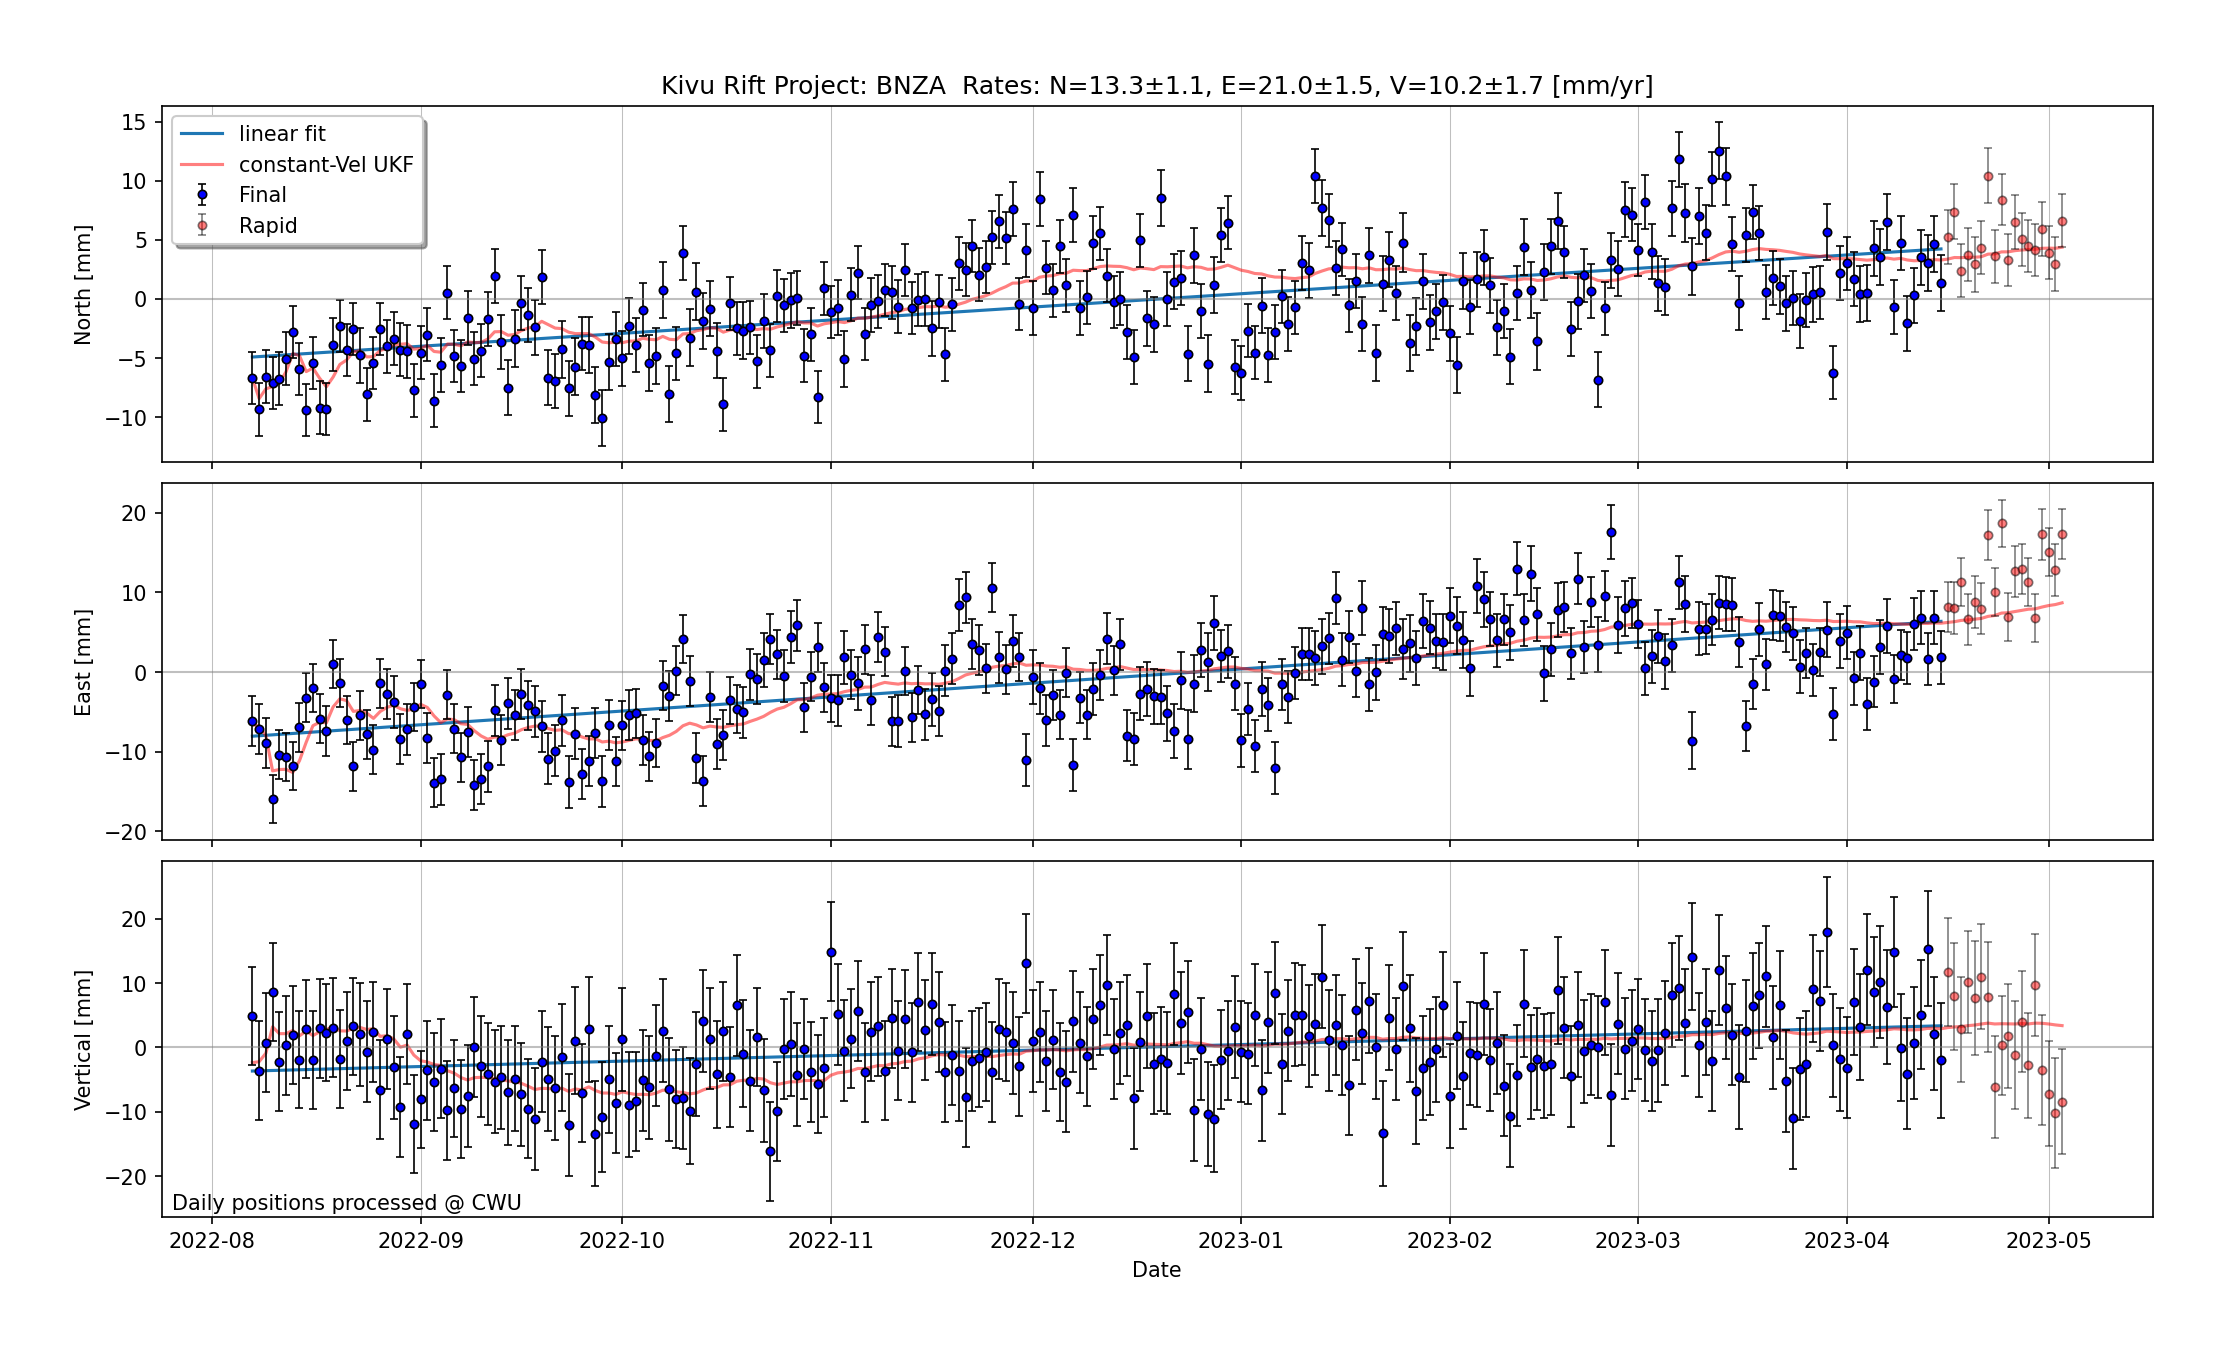 Kivu Rift Project: BNZA  Rates: N=13.3±1.1, E=21.0±1.5, V=10.2±1.7 [mm/yr]
linear fit
constant-Vel UKF
Final
Rapid
North [mm]
15
10
5
0
−5
−10
East [mm]
20
10
0
−10
−20
Vertical [mm]
20
10
0
−10
−20
Daily positions processed @ CWU
2022-08 2022-09 2022-10 2022-11 2022-12 2023-01 2023-02 2023-03 2023-04 2023-05
Date